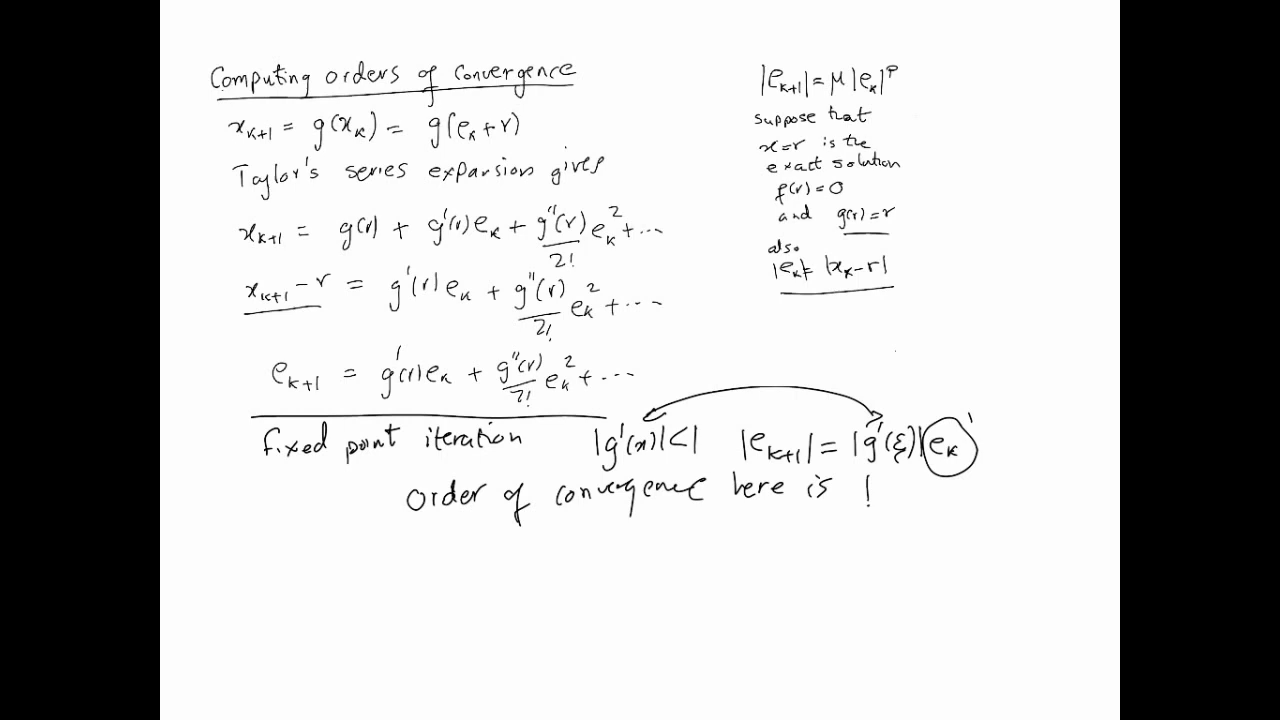 Computing orders of convergence
x_{k+1} = g(x_k) = g(e_k + r)
Taylor's series expansion gives
x_{k+1} = g(r) + g'(r)e_k + g''(r)/2! e_k^2 + ...
x_{k+1} - r = g'(r)e_k + g''(r)/2! e_k^2 + ...
e_{k+1} = g'(r)e_k + g''(r)/2! e_k^2 + ...
fixed point iteration |g'(x)|<1 |e_{k+1}| = |g'(ξ)||e_k|^1
order of convergence here is 1
|e_{k+1}| = μ|e_k|^p
suppose that
x=r is the
exact solution
f(r)=0
and g(r)=r
also
|e_k|= |x_k-r|